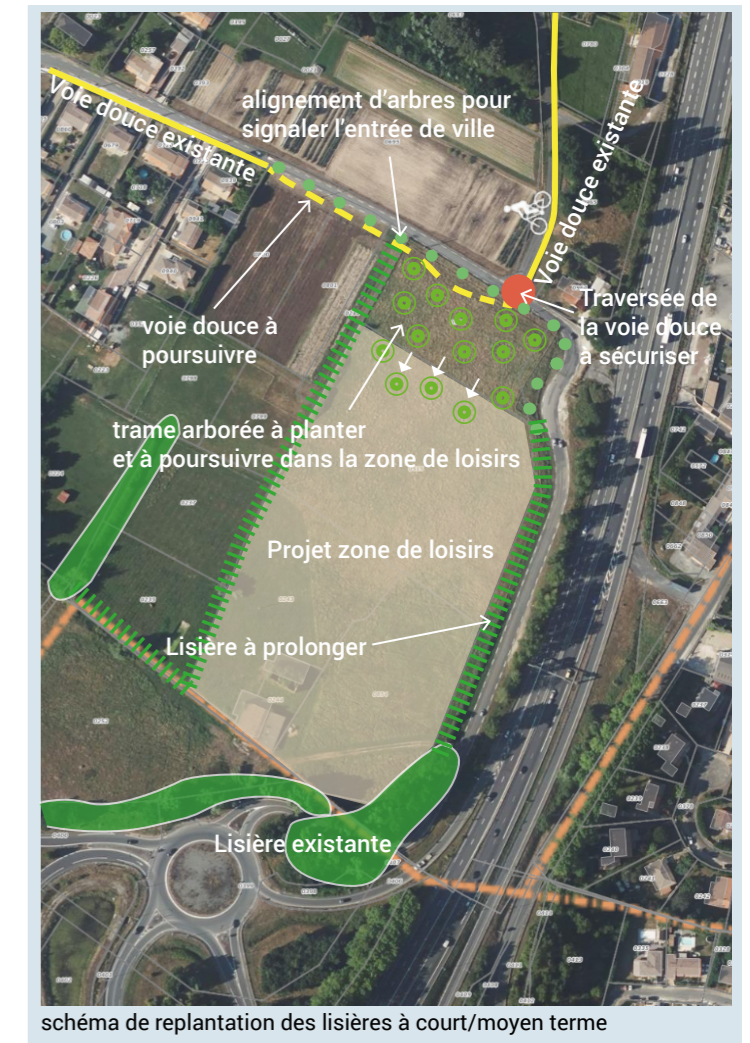 alignement d'arbres pour
signaler l'entrée de ville
Voie douce existante
Voie douce existante
Traversée de
la voie douce
à sécuriser
voie douce à
poursuivre
trame arborée à planter
et à poursuivre dans la zone de loisirs
Projet zone de loisirs
Lisière à prolonger
Lisière existante
schéma de replantation des lisières à court/moyen terme